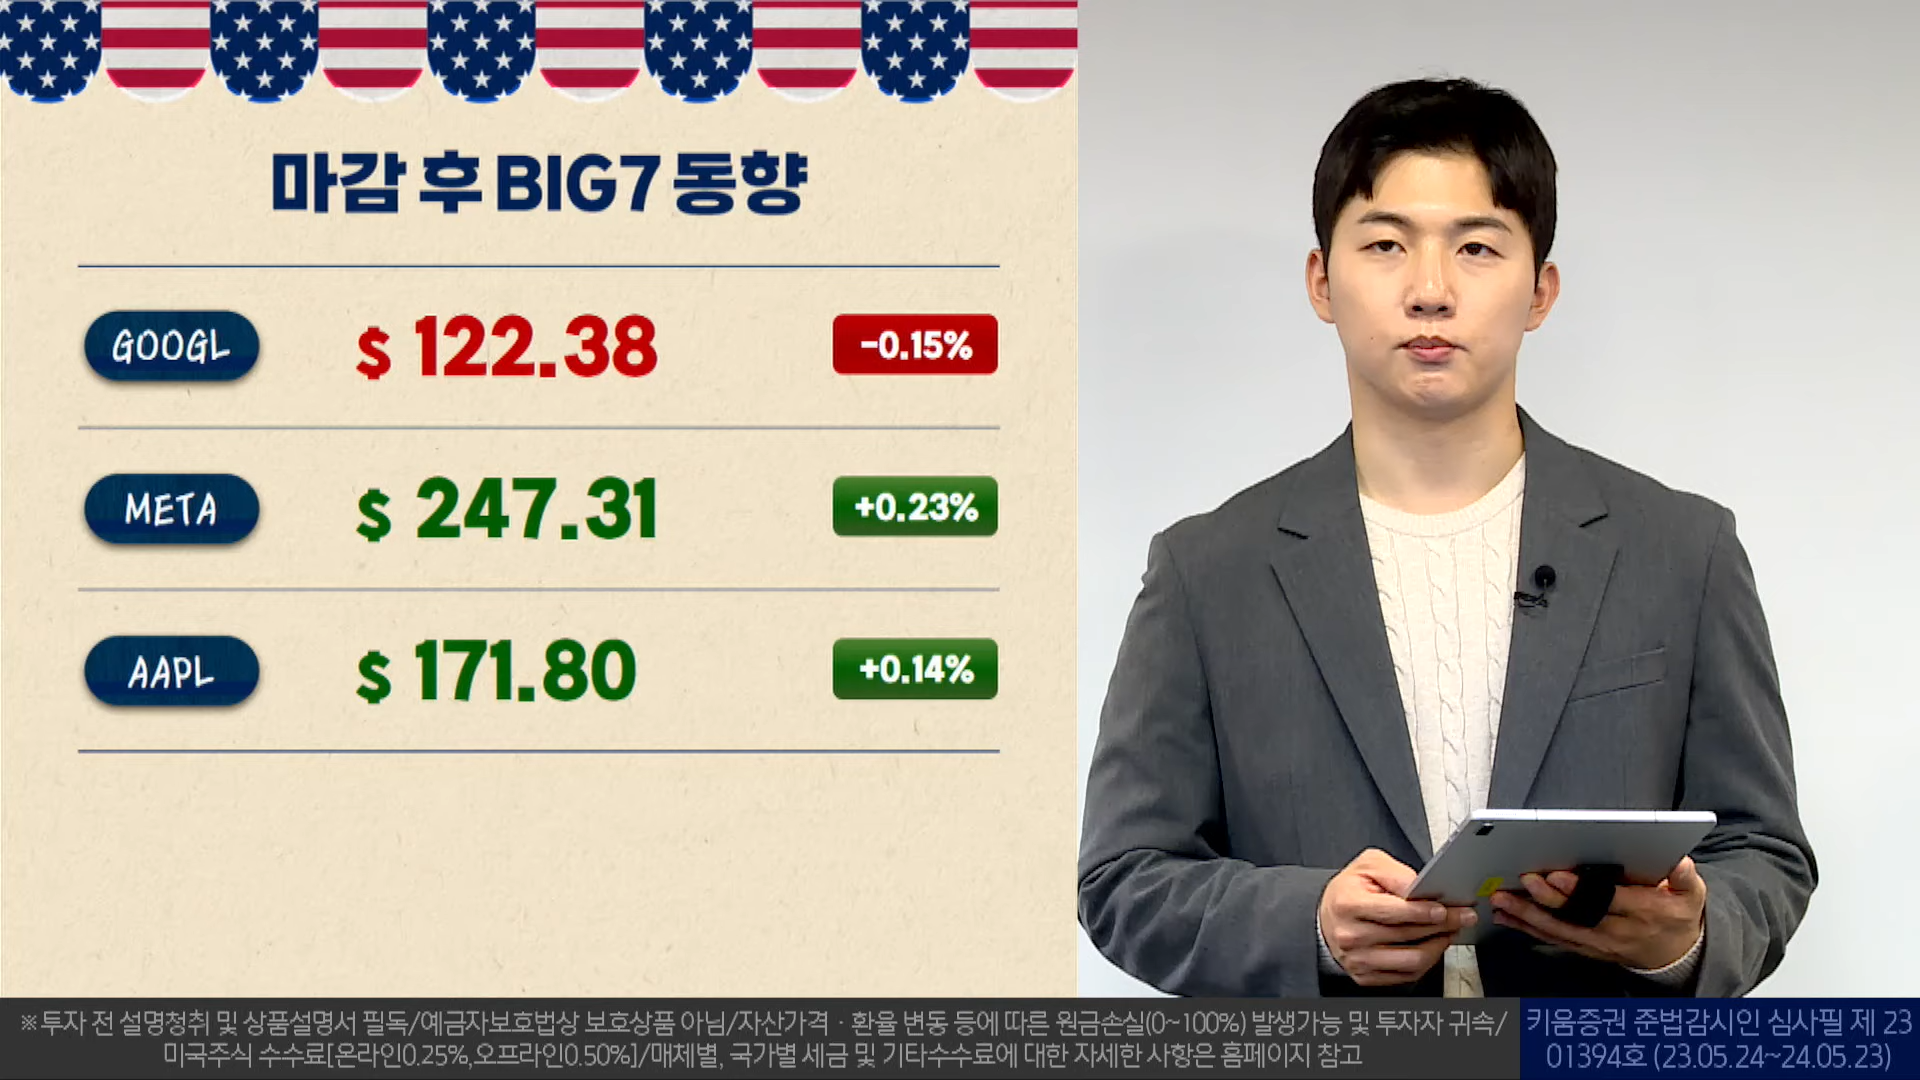 마감 후 BIG7 동향
GOOGL $ 122.38 -0.15%
META $ 247.31 +0.23%
AAPL $ 171.80 +0.14%
※투자 전 설명청취 및 상품설명서 필독/예금자보호법상 보호상품 아님/자산가격 · 환율 변동 등에 따른 원금손실(0~100%) 발생가능 및 투자자 귀속/
미국주식 수수료[온라인0.25%,오프라인0.50%]/매체별, 국가별 세금 및 기타수수료에 대한 자세한 사항은 홈페이지 참고
키움증권 준법감시인 심사필 제 23
01394호 (23.05.24~24.05.23)